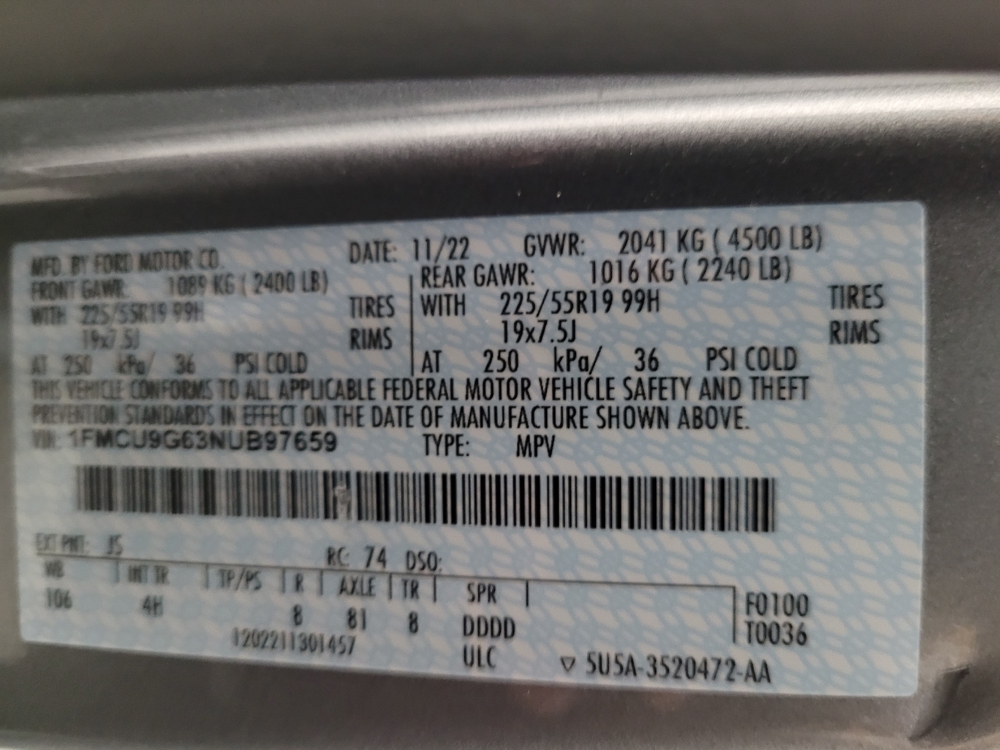 MFD. BY FORD MOTOR CO. DATE: 11/22 GVWR: 2041 KG ( 4500 LB)
FRONT GAWR: 1089 KG ( 2400 LB) REAR GAWR: 1016 KG ( 2240 LB)
WITH 225/55R19 99H TIRES WITH 225/55R19 99H TIRES
19x7.5J RIMS 19x7.5J RIMS
AT 250 kPa/ 36 PSI COLD AT 250 kPa/ 36 PSI COLD
THIS VEHICLE CONFORMS TO ALL APPLICABLE FEDERAL MOTOR VEHICLE SAFETY AND THEFT
PREVENTION STANDARDS IN EFFECT ON THE DATE OF MANUFACTURE SHOWN ABOVE.
VIN: 1FMCU9G63NUB97659 TYPE: MPV
EXT PNT: JS RC: 74 DSO:
WB INT TR TP/PS R AXLE TR SPR
106 4H 8 81 8 DDDD
F0100
T0036
1202211301457 ULC ▽ 5U5A-3520472-AA